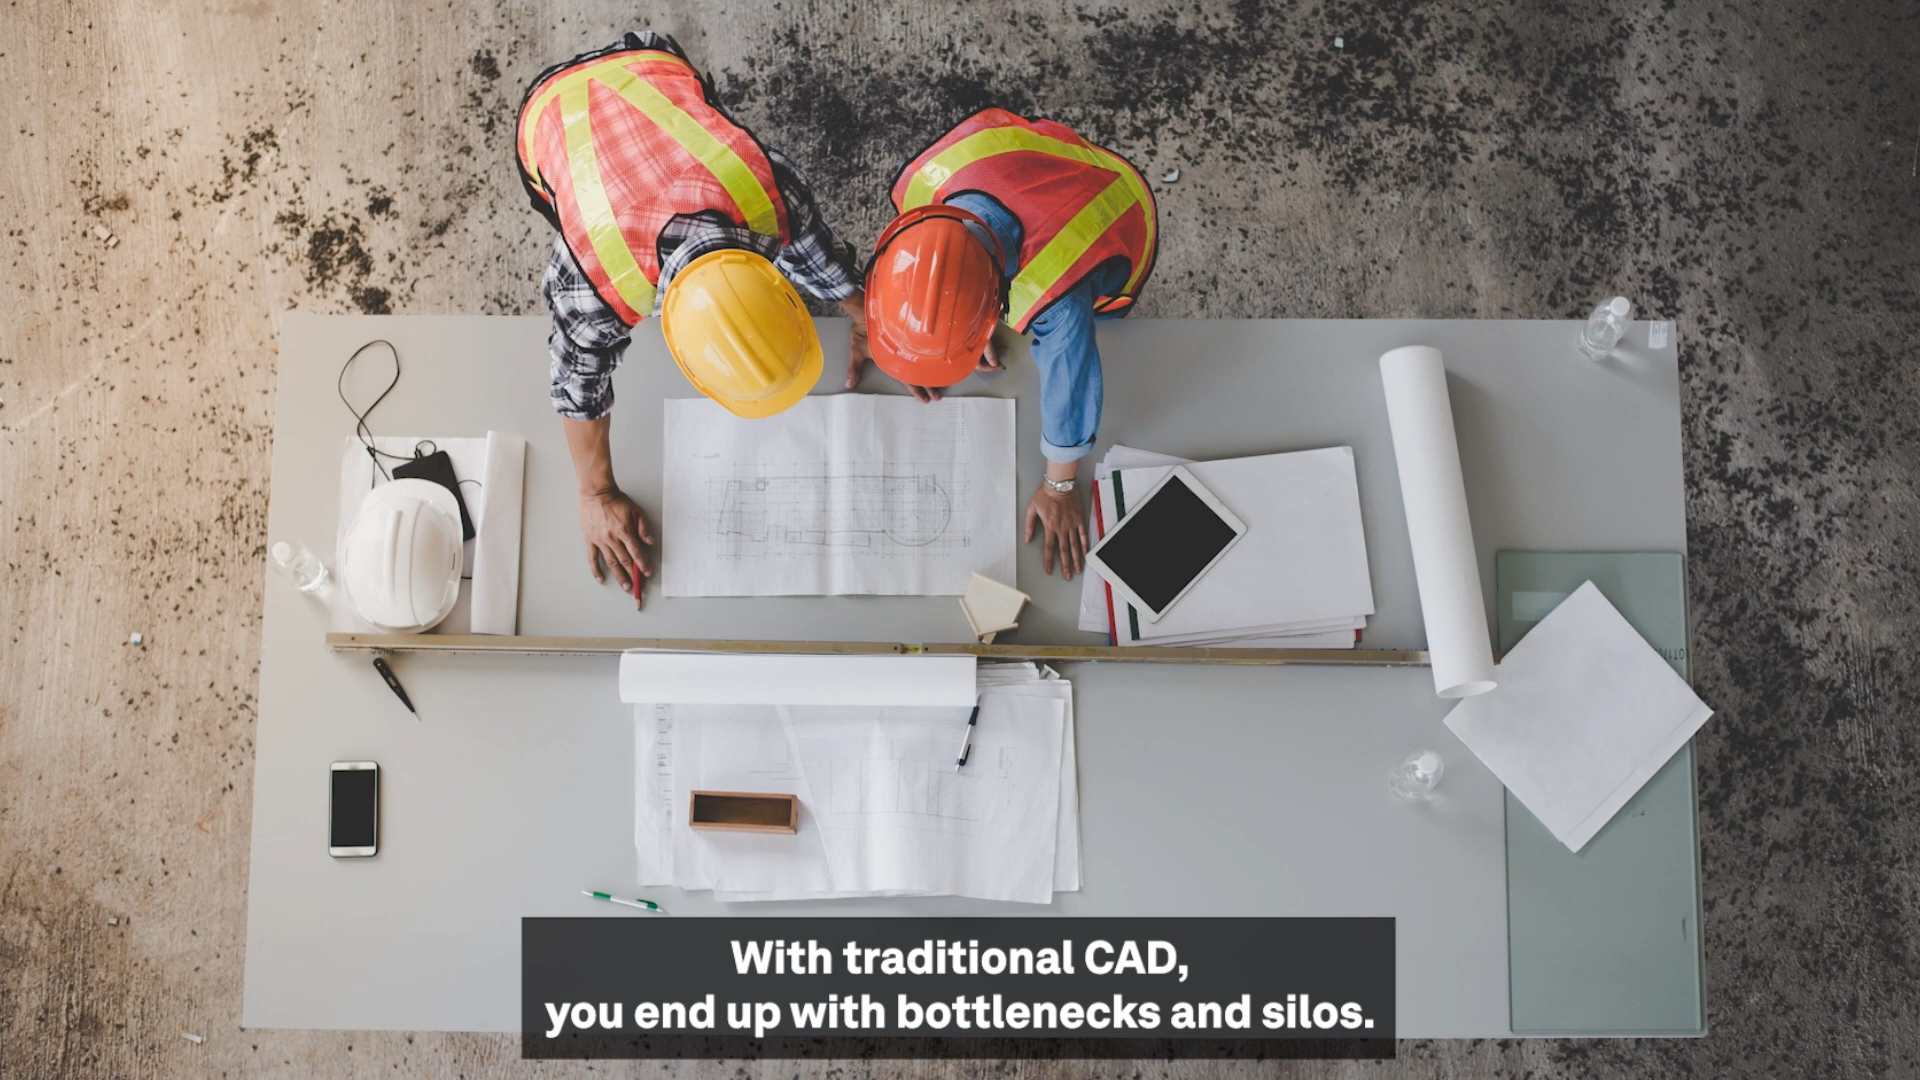 With traditional CAD,
you end up with bottlenecks and silos.